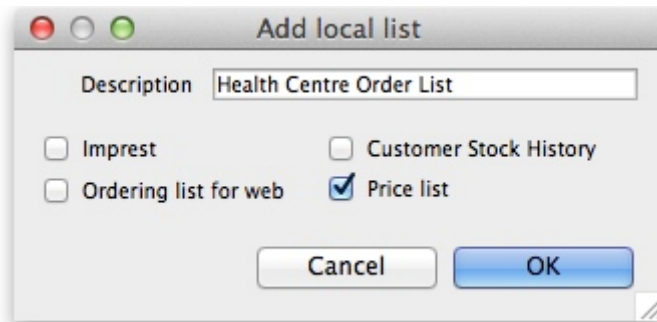 Add local list
Description Health Centre Order List
Imprest Customer Stock History
Ordering list for web Price list
Cancel OK